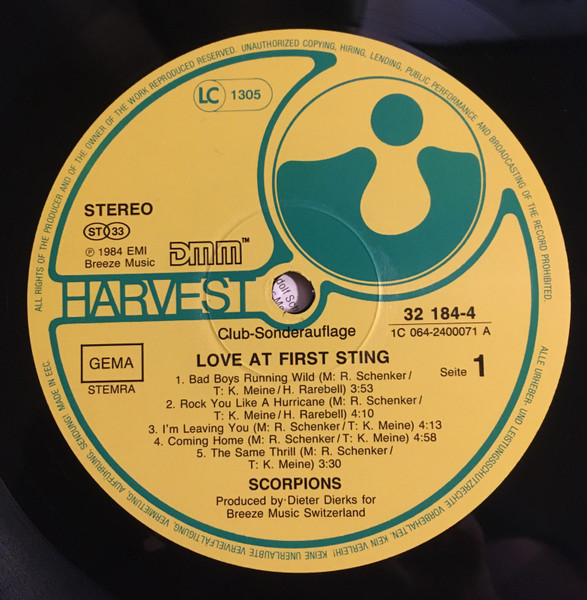 ALL RIGHTS OF THE PRODUCER AND OF THE OWNER OF THE WORK REPRODUCED RESERVED. UNAUTHORIZED COPYING, HIRING, LENDING, PUBLIC PERFORMANCE AND BROADCASTING OF THE RECORD PROHIBITED.
LC 1305
STEREO
ST 33
℗ 1984 EMI
Breeze Music
DMM™
HARVEST
Club-Sonderauflage
32 184-4
1C 064-2400071 A
GEMA
STEMRA
LOVE AT FIRST STING
Seite 1
1. Bad Boys Running Wild (M: R. Schenker/
T: K. Meine/H. Rarebell) 3:53
2. Rock You Like A Hurricane (M: R. Schenker/
T: K. Meine/H. Rarebell) 4:10
3. I'm Leaving You (M: R. Schenker/T: K. Meine) 4:13
4. Coming Home (M: R. Schenker/T: K. Meine) 4:58
5. The Same Thrill (M: R. Schenker/
T: K. Meine) 3:30
SCORPIONS
Produced by·Dieter Dierks for
Breeze Music Switzerland
ALLE URHEBER- UND LEISTUNGSSCHUTZRECHTE VORBEHALTEN. KEIN VERLEIH! KEINE UNERLAUBTE VERVIELFÄLTIGUNG, VERMIETUNG, AUFFÜHRUNG, SENDUNG! MADE IN EEC.